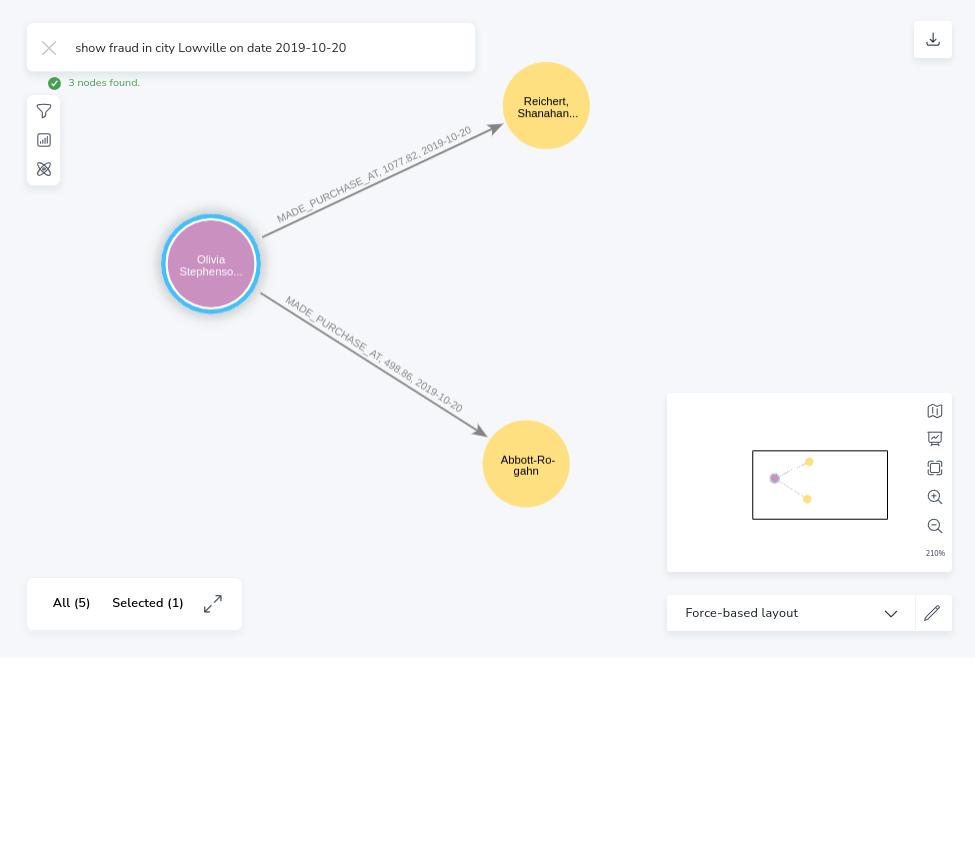 show fraud in city Lowville on date 2019-10-20
3 nodes found.
Reichert,
Shanahan...
MADE_PURCHASE_AT, 1077.82, 2019-10-20
Olivia
Stephenso...
MADE_PURCHASE_AT, 498.86, 2019-10-20
Abbott-Ro-
gahn
210%
All (5) Selected (1)
Force-based layout